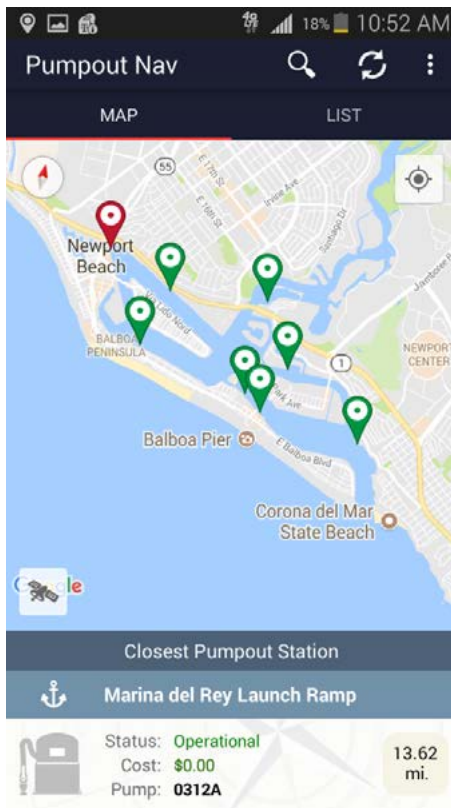 18% 10:52 AM
Pumpout Nav
MAP LIST
55
E 17th St
E 16th St
Irvine Ave
Santiago Dr
Jamboree R
Newport
Beach
Via Lido Nord
BALBOA
PENINSULA
NEWPOR
CENTER
1
Park Ave
Balboa Pier
E Balboa Blvd
Corona del Mar
State Beach
Closest Pumpout Station
Marina del Rey Launch Ramp
Status: Operational
Cost: $0.00
Pump: 0312A
13.62
mi.